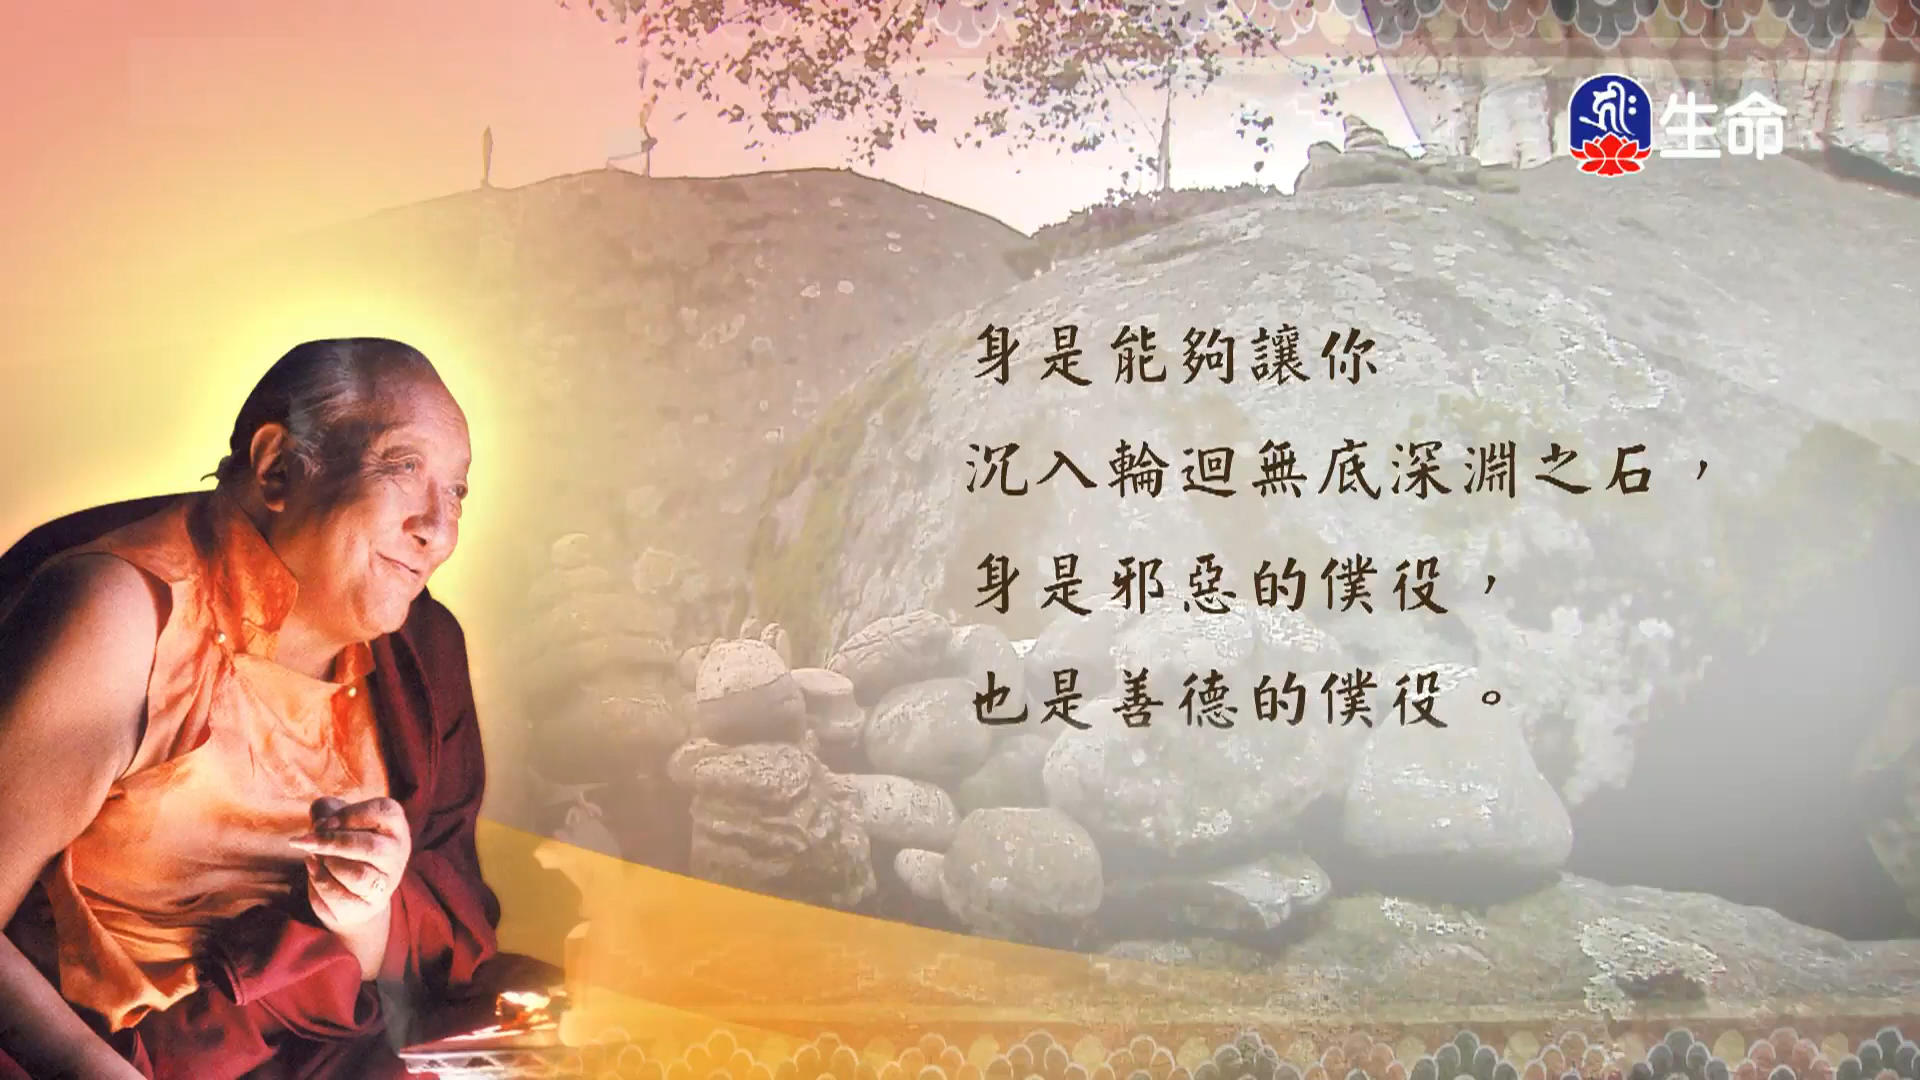 生命
身是能夠讓你
沉入輪迴無底深淵之石，
身是邪惡的僕役，
也是善德的僕役。